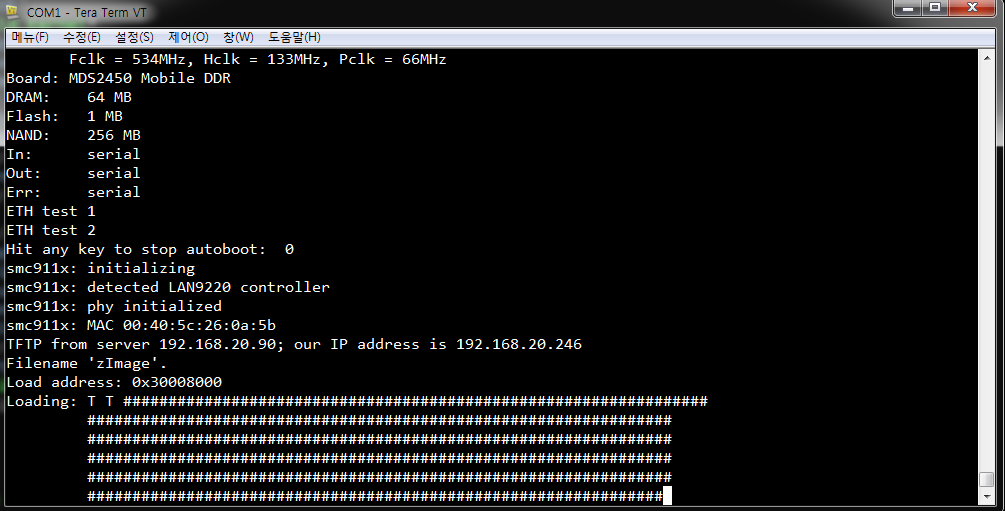 COM1 - Tera Term VT
메뉴(F) 수정(E) 설정(S) 제어(O) 창(W) 도움말(H)
Fclk = 534MHz, Hclk = 133MHz, Pclk = 66MHz
Board: MDS2450 Mobile DDR
DRAM: 64 MB
Flash: 1 MB
NAND: 256 MB
In: serial
Out: serial
Err: serial
ETH test 1
ETH test 2
Hit any key to stop autoboot: 0
smc911x: initializing
smc911x: detected LAN9220 controller
smc911x: phy initialized
smc911x: MAC 00:40:5c:26:0a:5b
TFTP from server 192.168.20.90; our IP address is 192.168.20.246
Filename 'zImage'.
Load address: 0x30008000
Loading: T T #################################################################
#################################################################
#################################################################
#################################################################
#################################################################
################################################################